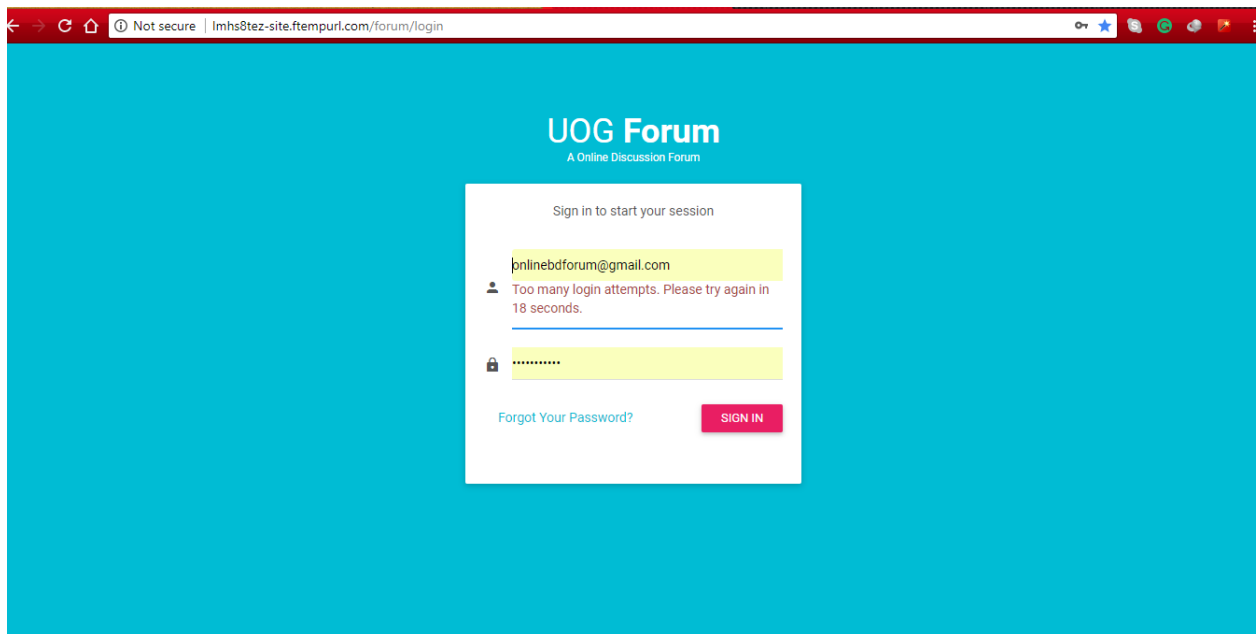 Not secure | lmhs8tez-site.ftempurl.com/forum/login
UOG Forum
A Online Discussion Forum
Sign in to start your session
onlinebdforum@gmail.com
Too many login attempts. Please try again in
18 seconds.
•••••••••••
Forgot Your Password? SIGN IN